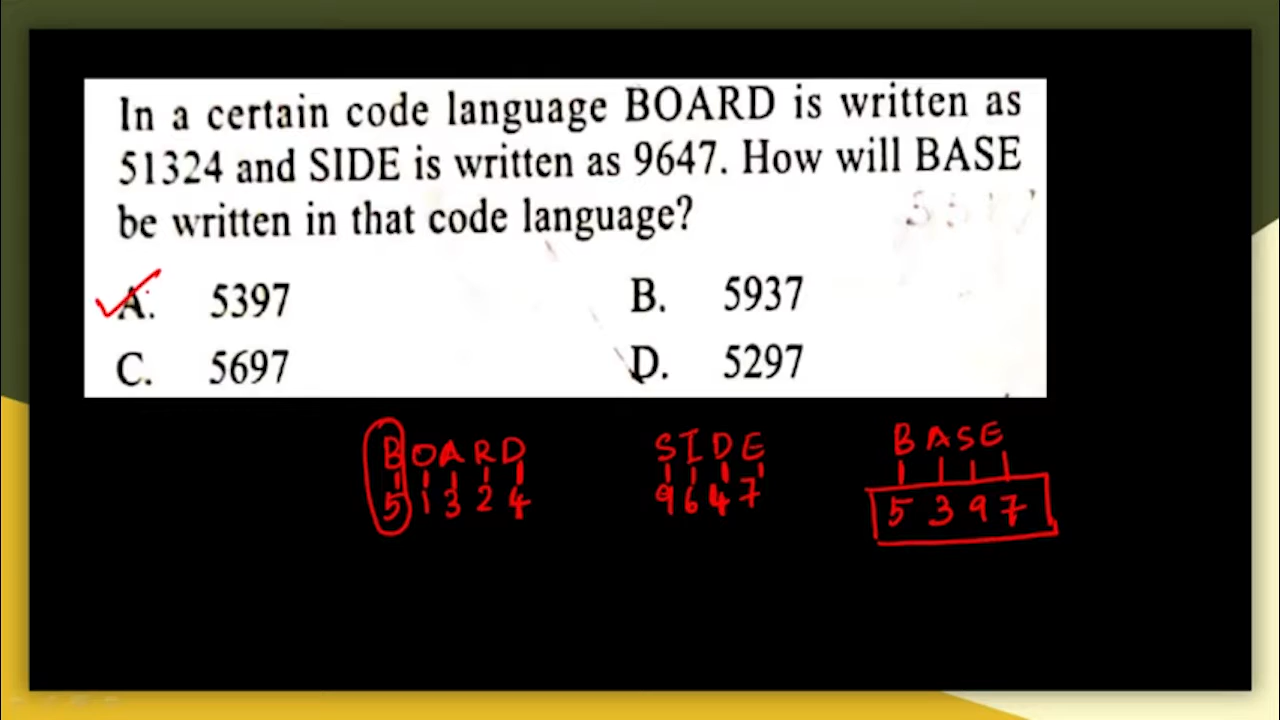 In a certain code language BOARD is written as
51324 and SIDE is written as 9647. How will BASE
be written in that code language?
A. 5397
B. 5937
C. 5697
D. 5297
BOARD
51324
SIDE
9647
BASE
5397